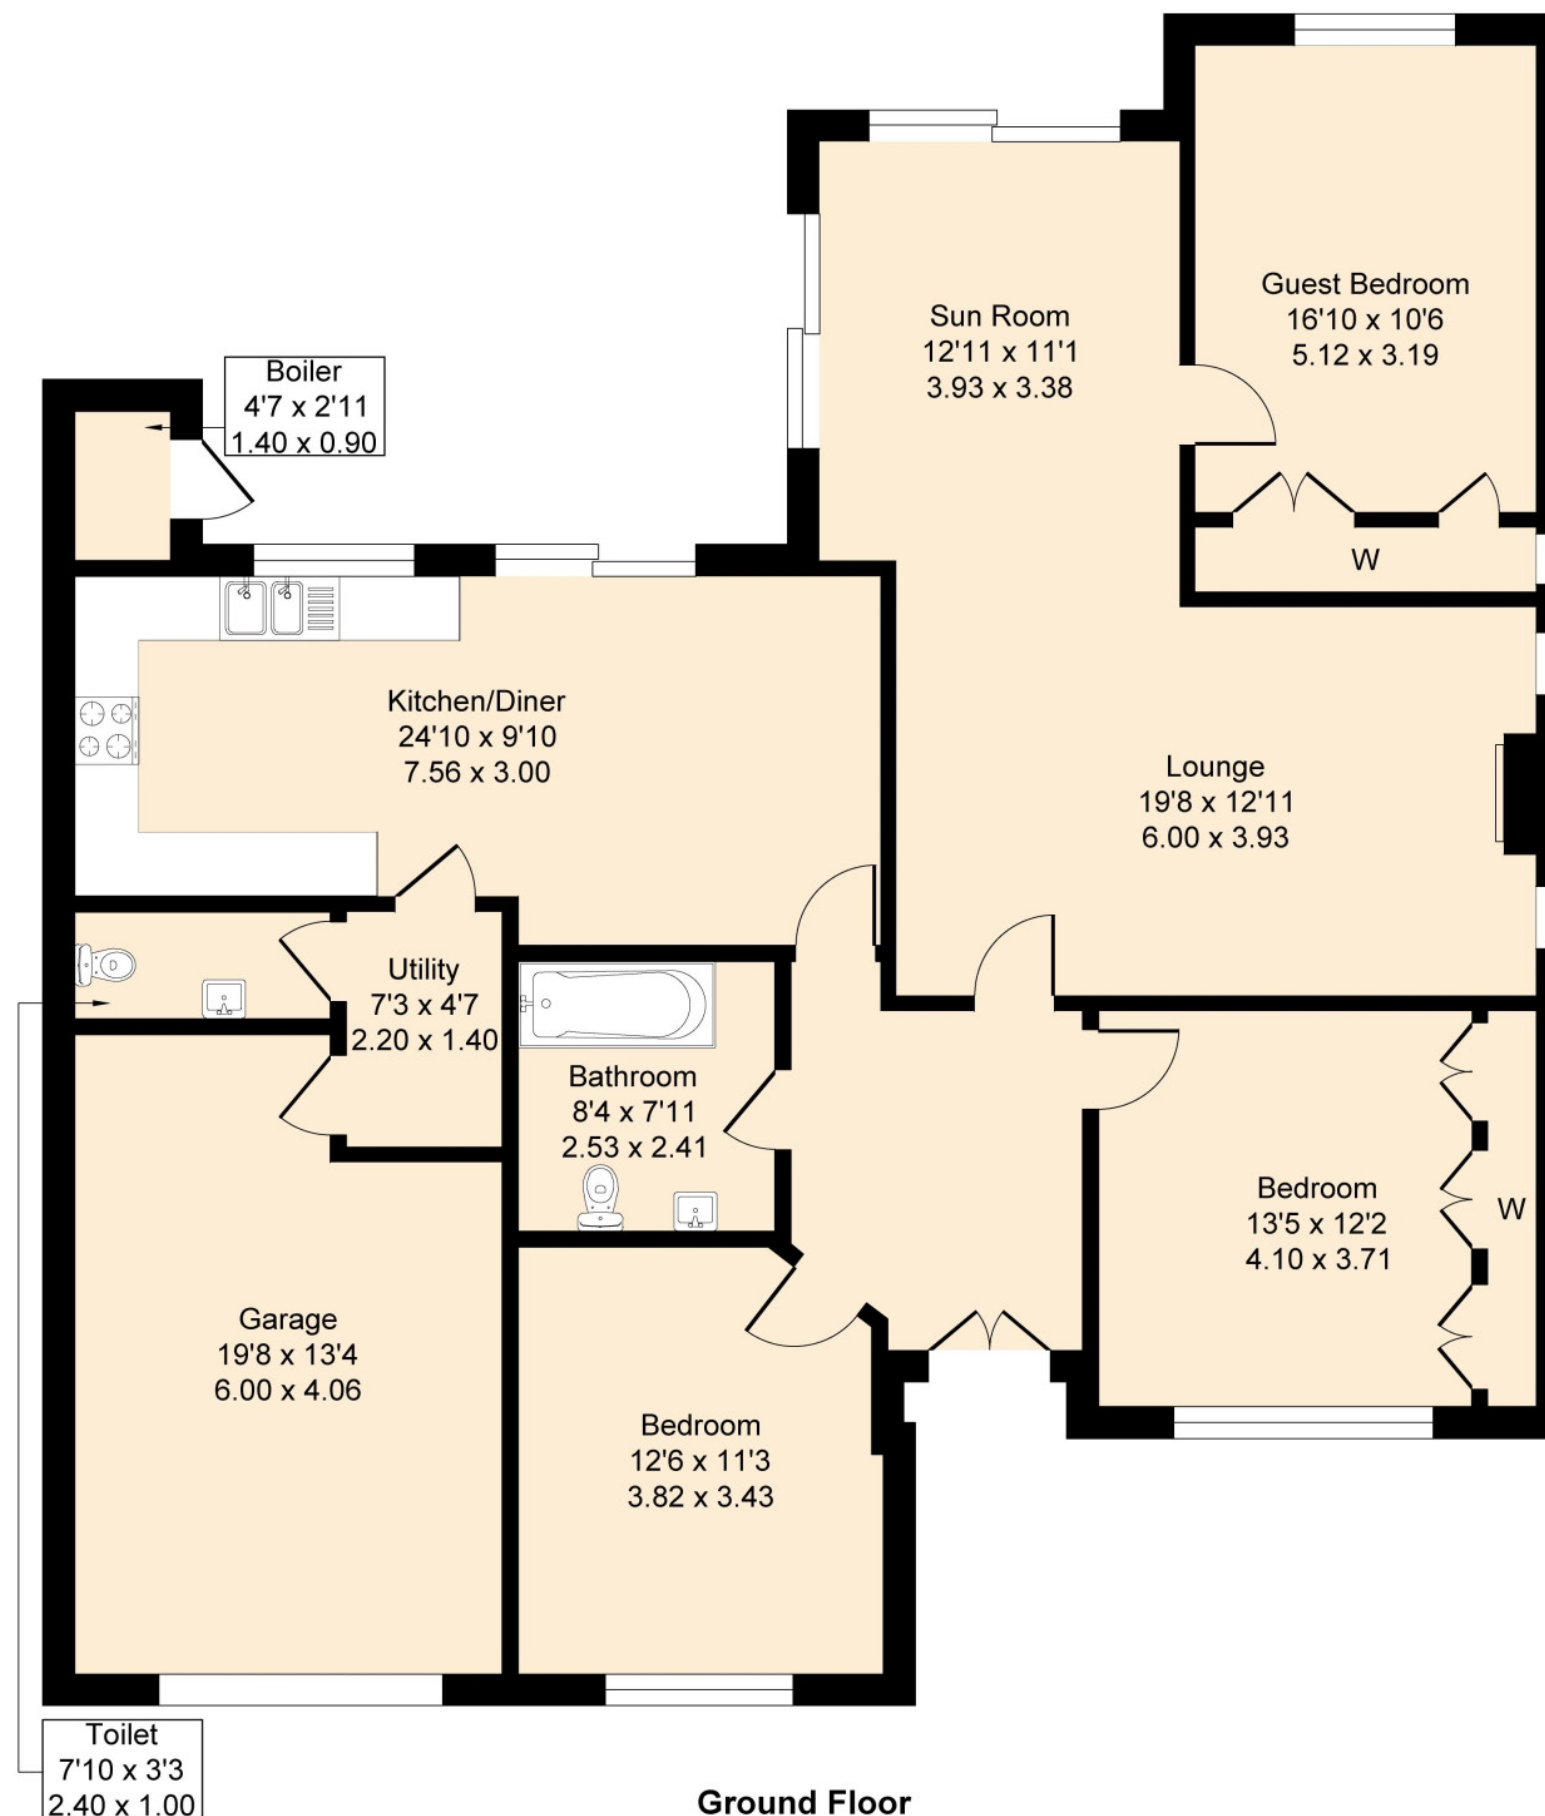 Guest Bedroom
16'10 x 10'6
5.12 x 3.19
Sun Room
12'11 x 11'1
3.93 x 3.38
Boiler
4'7 x 2'11
1.40 x 0.90
W
Kitchen/Diner
24'10 x 9'10
7.56 x 3.00
Lounge
19'8 x 12'11
6.00 x 3.93
Utility
7'3 x 4'7
2.20 x 1.40
Bathroom
8'4 x 7'11
2.53 x 2.41
Bedroom
13'5 x 12'2
4.10 x 3.71
W
Garage
19'8 x 13'4
6.00 x 4.06
Bedroom
12'6 x 11'3
3.82 x 3.43
Toilet
7'10 x 3'3
2.40 x 1.00
Ground Floor